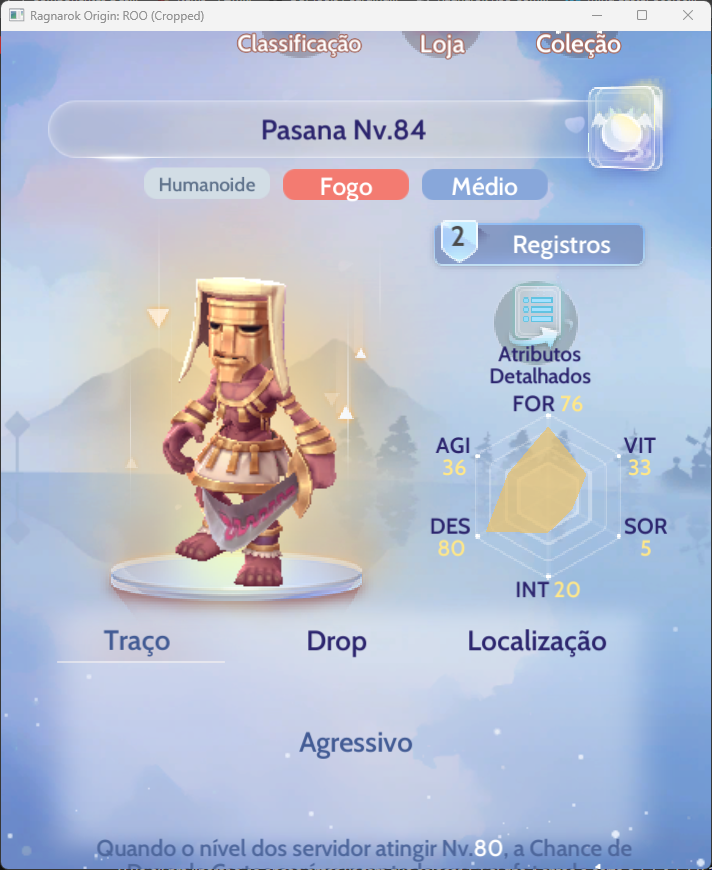 Ragnarok Origin: ROO (Cropped)
Classificação
Loja
Coleção
Pasana Nv.84
Humanoide
Fogo
Médio
2
Registros
Atributos
Detalhados
FOR 76
AGI
36
VIT
33
DES
80
SOR
5
INT 20
Traço
Drop
Localização
Agressivo
Quando o nível dos servidor atingir Nv.80, a Chance de